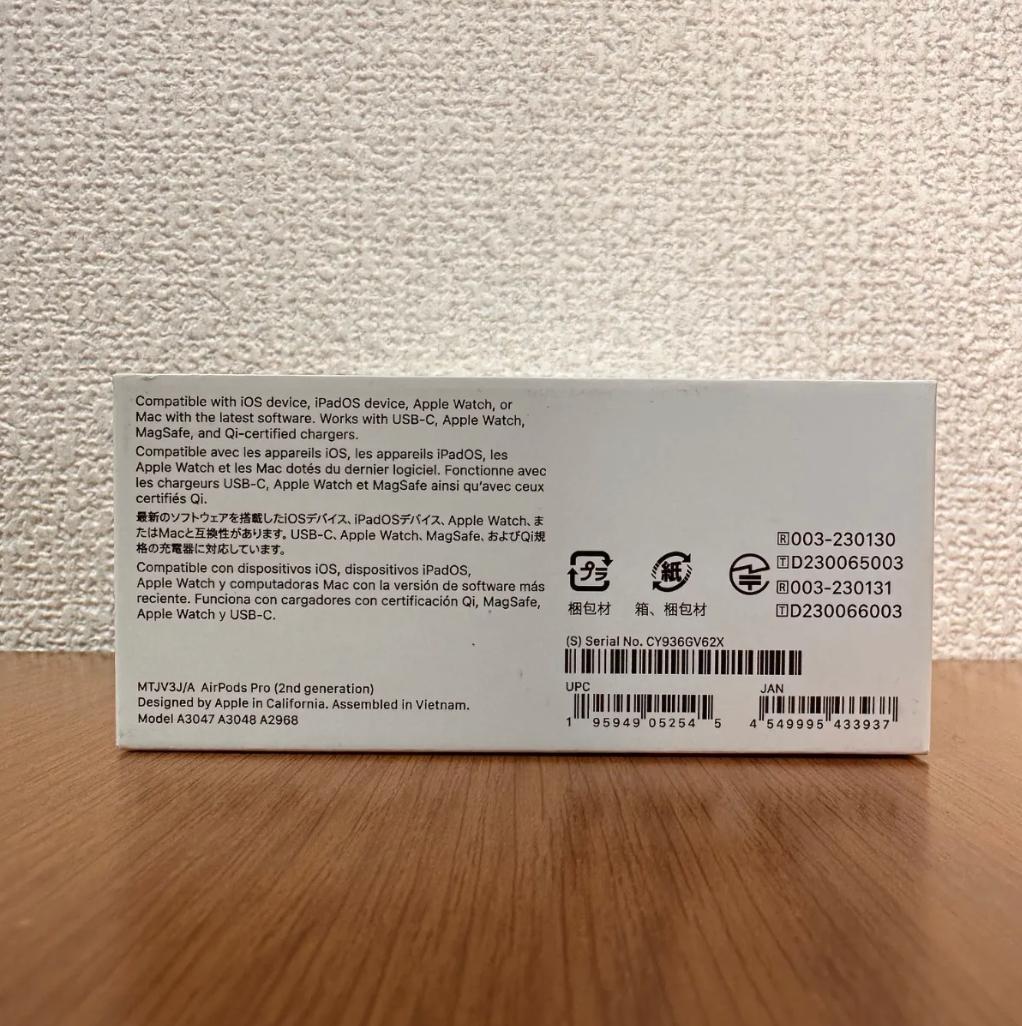 Compatible with iOS device, iPadOS device, Apple Watch, or
Mac with the latest software. Works with USB-C, Apple Watch,
MagSafe, and Qi-certified chargers.
Compatible avec les appareils iOS, les appareils iPadOS, les
Apple Watch et les Mac dotés du dernier logiciel. Fonctionne avec
les chargeurs USB-C, Apple Watch et MagSafe ainsi qu'avec ceux
certifiés Qi.
最新のソフトウェアを搭載したiOSデバイス、iPadOSデバイス、Apple Watch、ま
たはMacと互換性があります。USB-C、Apple Watch、MagSafe、およびQi規
格の充電器に対応しています。
Compatible con dispositivos iOS, dispositivos iPadOS,
Apple Watch y computadoras Mac con la versión de software más
reciente. Funciona con cargadores con certificación Qi, MagSafe,
Apple Watch y USB-C.
MTJV3J/A AirPods Pro (2nd generation)
Designed by Apple in California. Assembled in Vietnam.
Model A3047 A3048 A2968
プラ
梱包材
紙
箱、梱包材
R 003-230130
T D230065003
R 003-230131
T D230066003
(S) Serial No. CY936GV62X
UPC
1 95949 05254 5
JAN
4 549995 433937